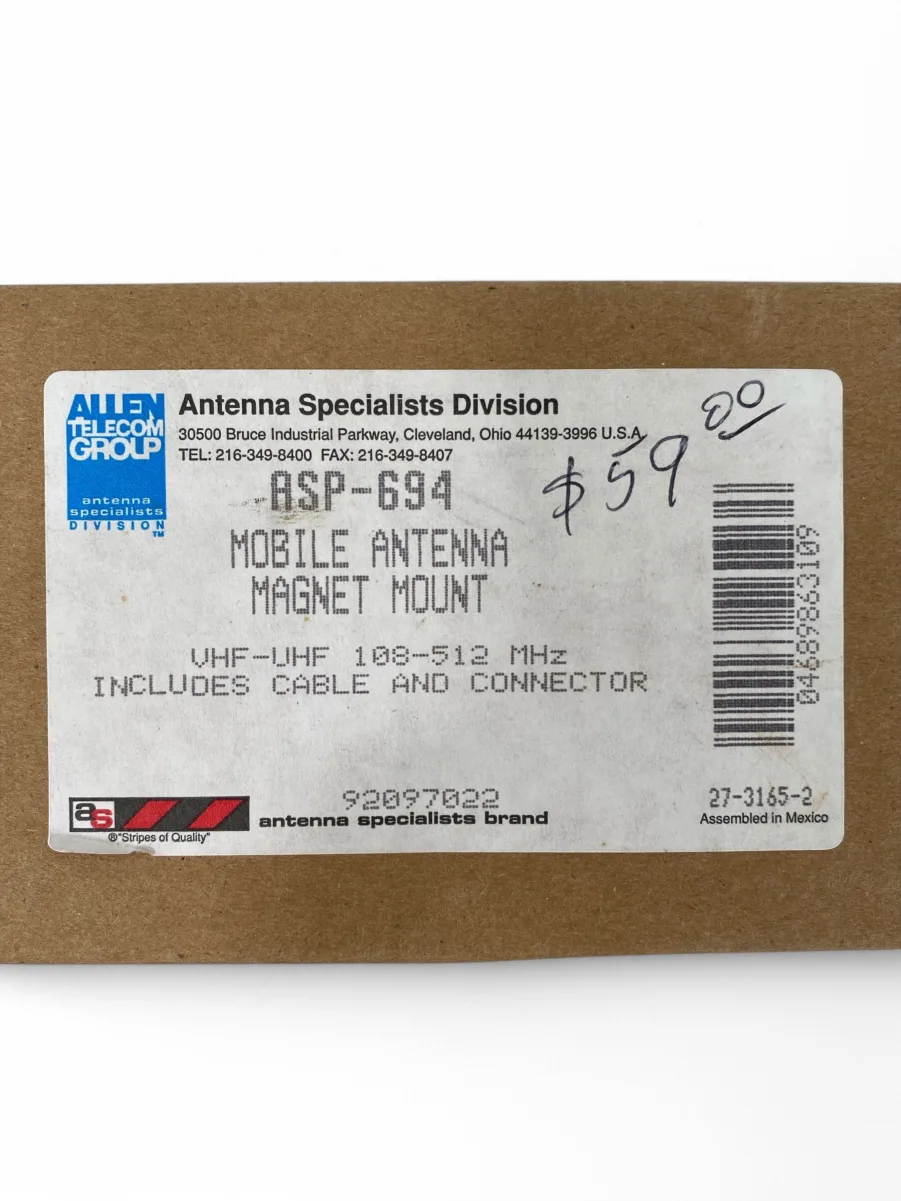 ALLEN
TELECOM
GROUP
antenna
specialists
DIVISION
TM
Antenna Specialists Division
30500 Bruce Industrial Parkway, Cleveland, Ohio 44139-3996 U.S.A.
TEL: 216-349-8400 FAX: 216-349-8407
$59.00
ASP-694
MOBILE ANTENNA
MAGNET MOUNT
VHF-UHF 108-512 MHz
INCLUDES CABLE AND CONNECTOR
046898863109
as
®"Stripes of Quality"
92097022
antenna specialists brand
27-3165-2
Assembled in Mexico